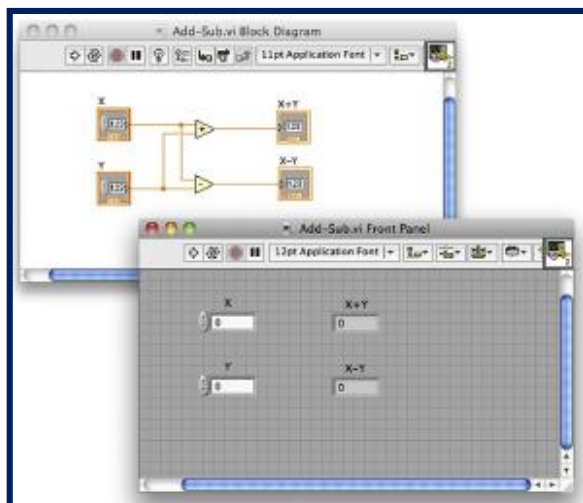 Add-Sub.vi Block Diagram
11pt Application Font
X
X+Y
+
Y
X-Y
-
Add-Sub.vi Front Panel
12pt Application Font
X
X+Y
0
0
Y
X-Y
0
0